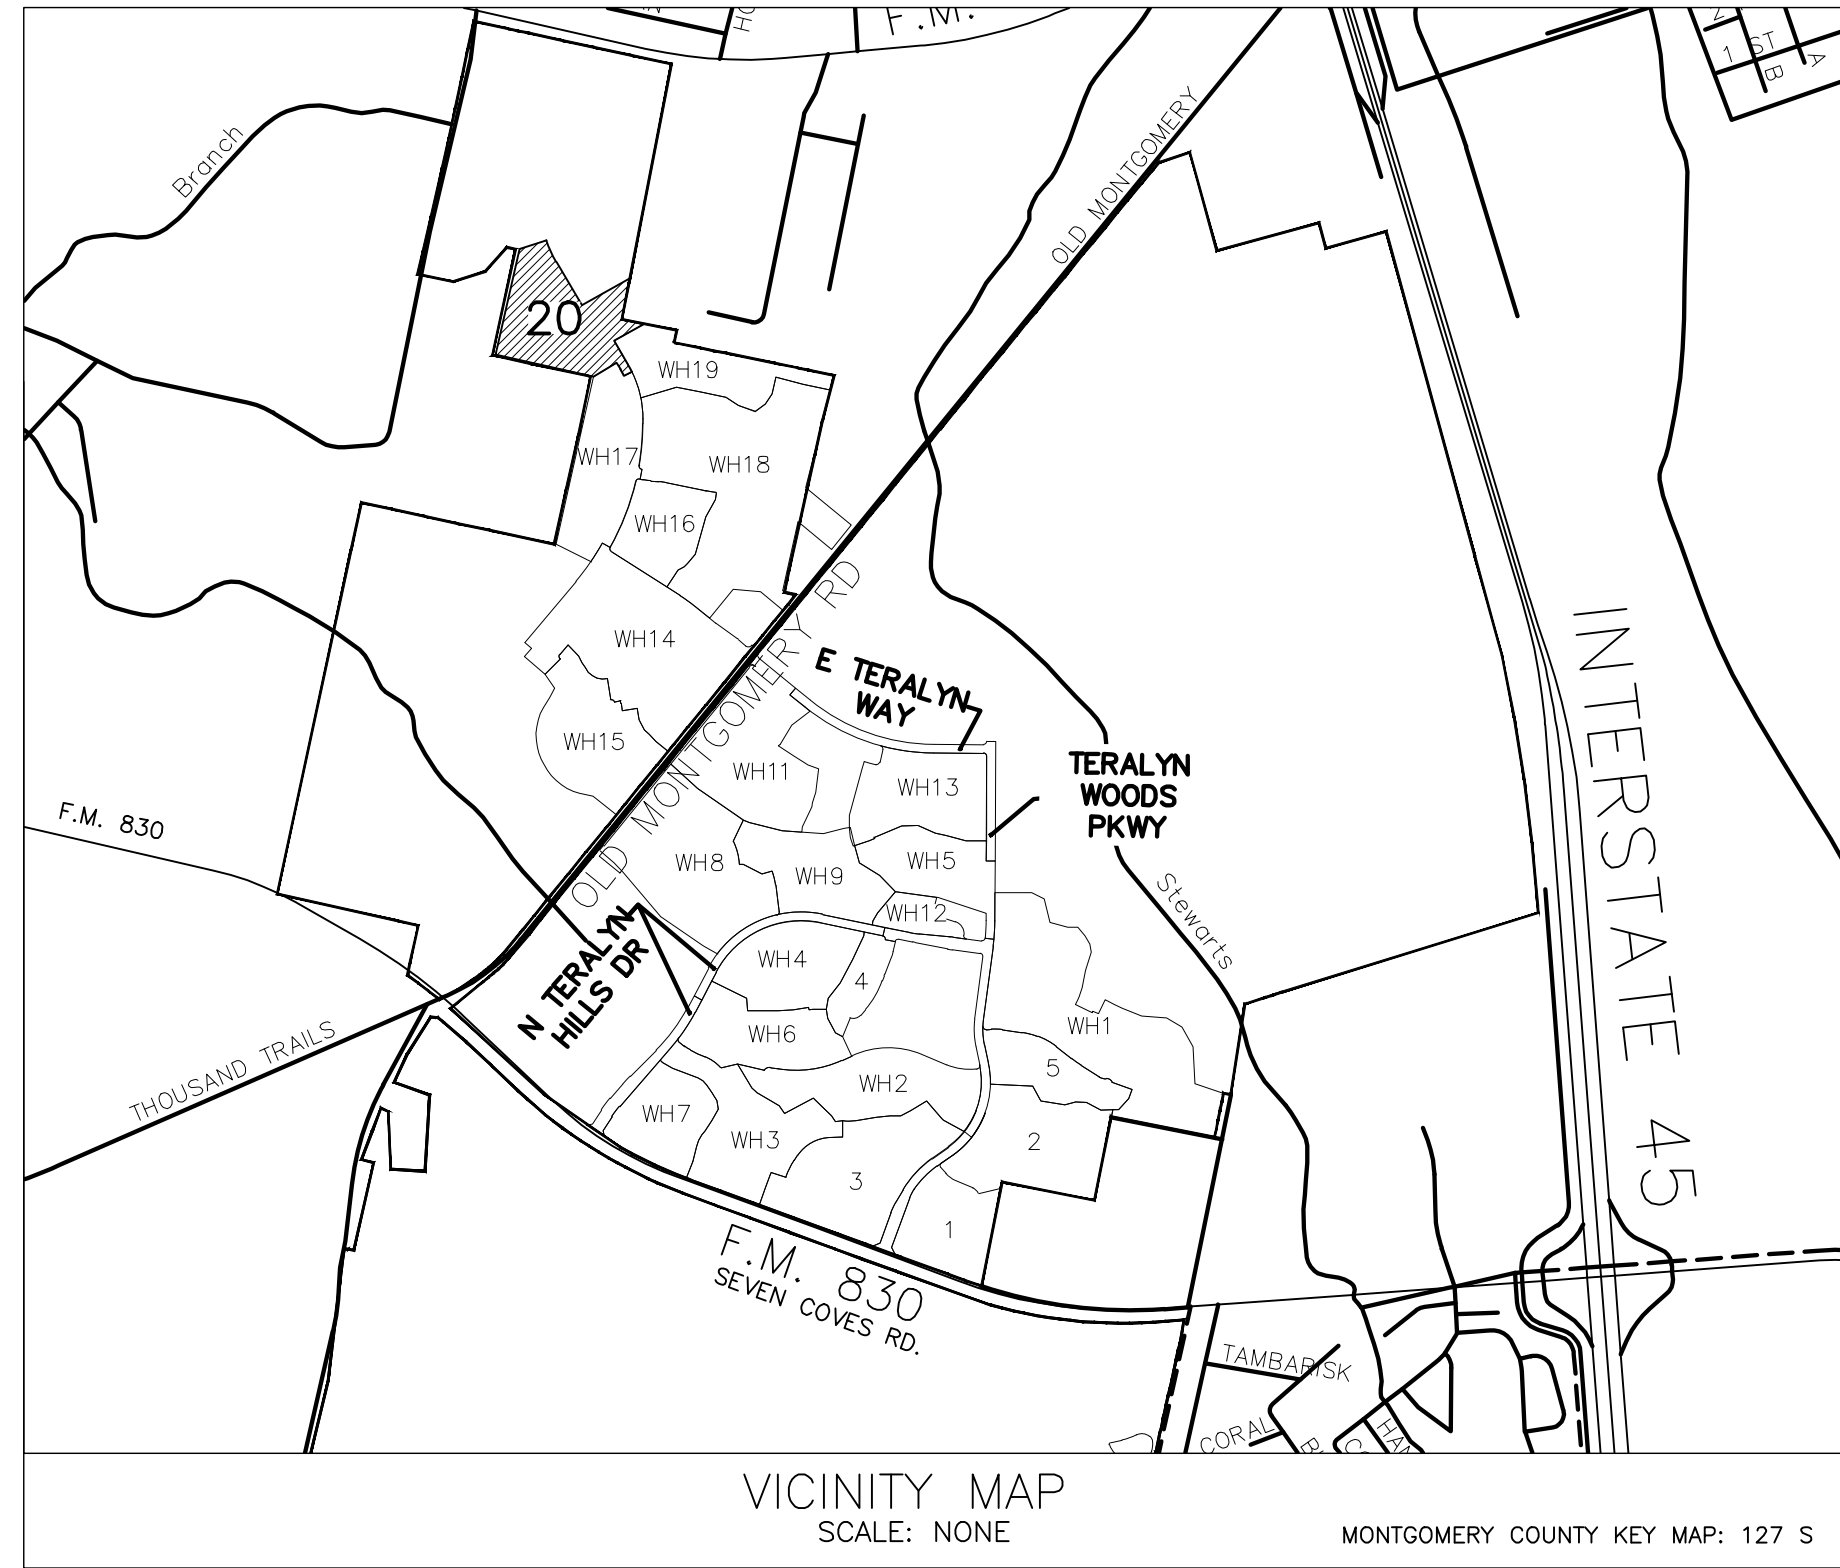 F.M.
2
1
ST
B
A
Branch
OLD MONTGOMERY
20
WH19
WH17
WH18
WH16
WH14
OLD MONTGOMERY RD
E TERALYN
WAY
WH15
WH11
WH13
TERALYN
WOODS
PKWY
F.M. 830
WH8
WH9
WH5
WH12
Stewarts
INTERSTATE 45
N TERALYN
HILLS DR
WH4
4
WH6
WH1
THOUSAND TRAILS
5
WH2
WH7
WH3
2
3
1
F.M. 830
SEVEN COVES RD.
TAMBARISK
CORAL
VICINITY MAP
SCALE: NONE
MONTGOMERY COUNTY KEY MAP: 127 S